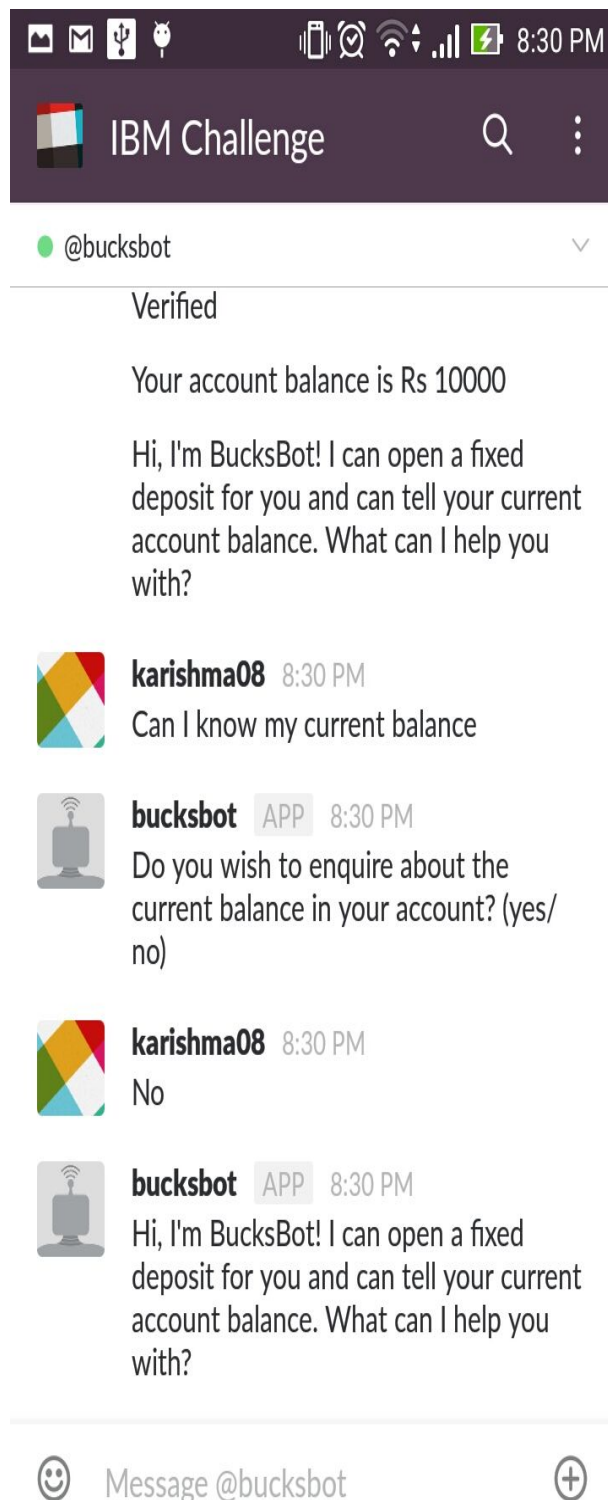 8:30 PM
IBM Challenge
@bucksbot
Verified
Your account balance is Rs 10000
Hi, I'm BucksBot! I can open a fixed
deposit for you and can tell your current
account balance. What can I help you
with?
karishma08 8:30 PM
Can I know my current balance
bucksbot APP 8:30 PM
Do you wish to enquire about the
current balance in your account? (yes/
no)
karishma08 8:30 PM
No
bucksbot APP 8:30 PM
Hi, I'm BucksBot! I can open a fixed
deposit for you and can tell your current
account balance. What can I help you
with?
Message @bucksbot